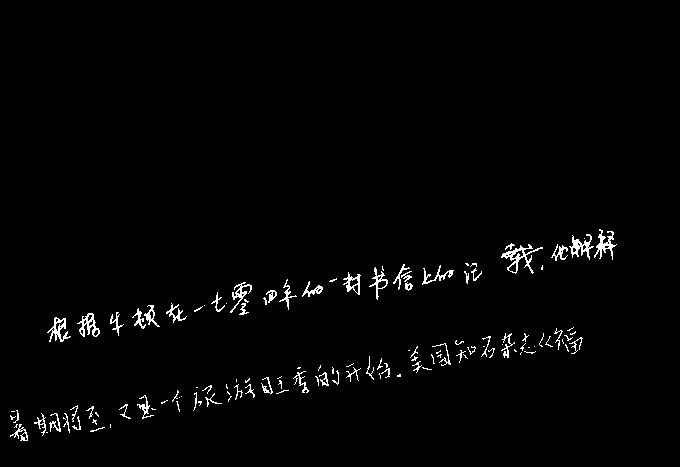 根据牛顿在一七零四年的一封书信上的记载，他解释
暑期将至，又是一个旅游旺季的开始。美国知名杂志《福